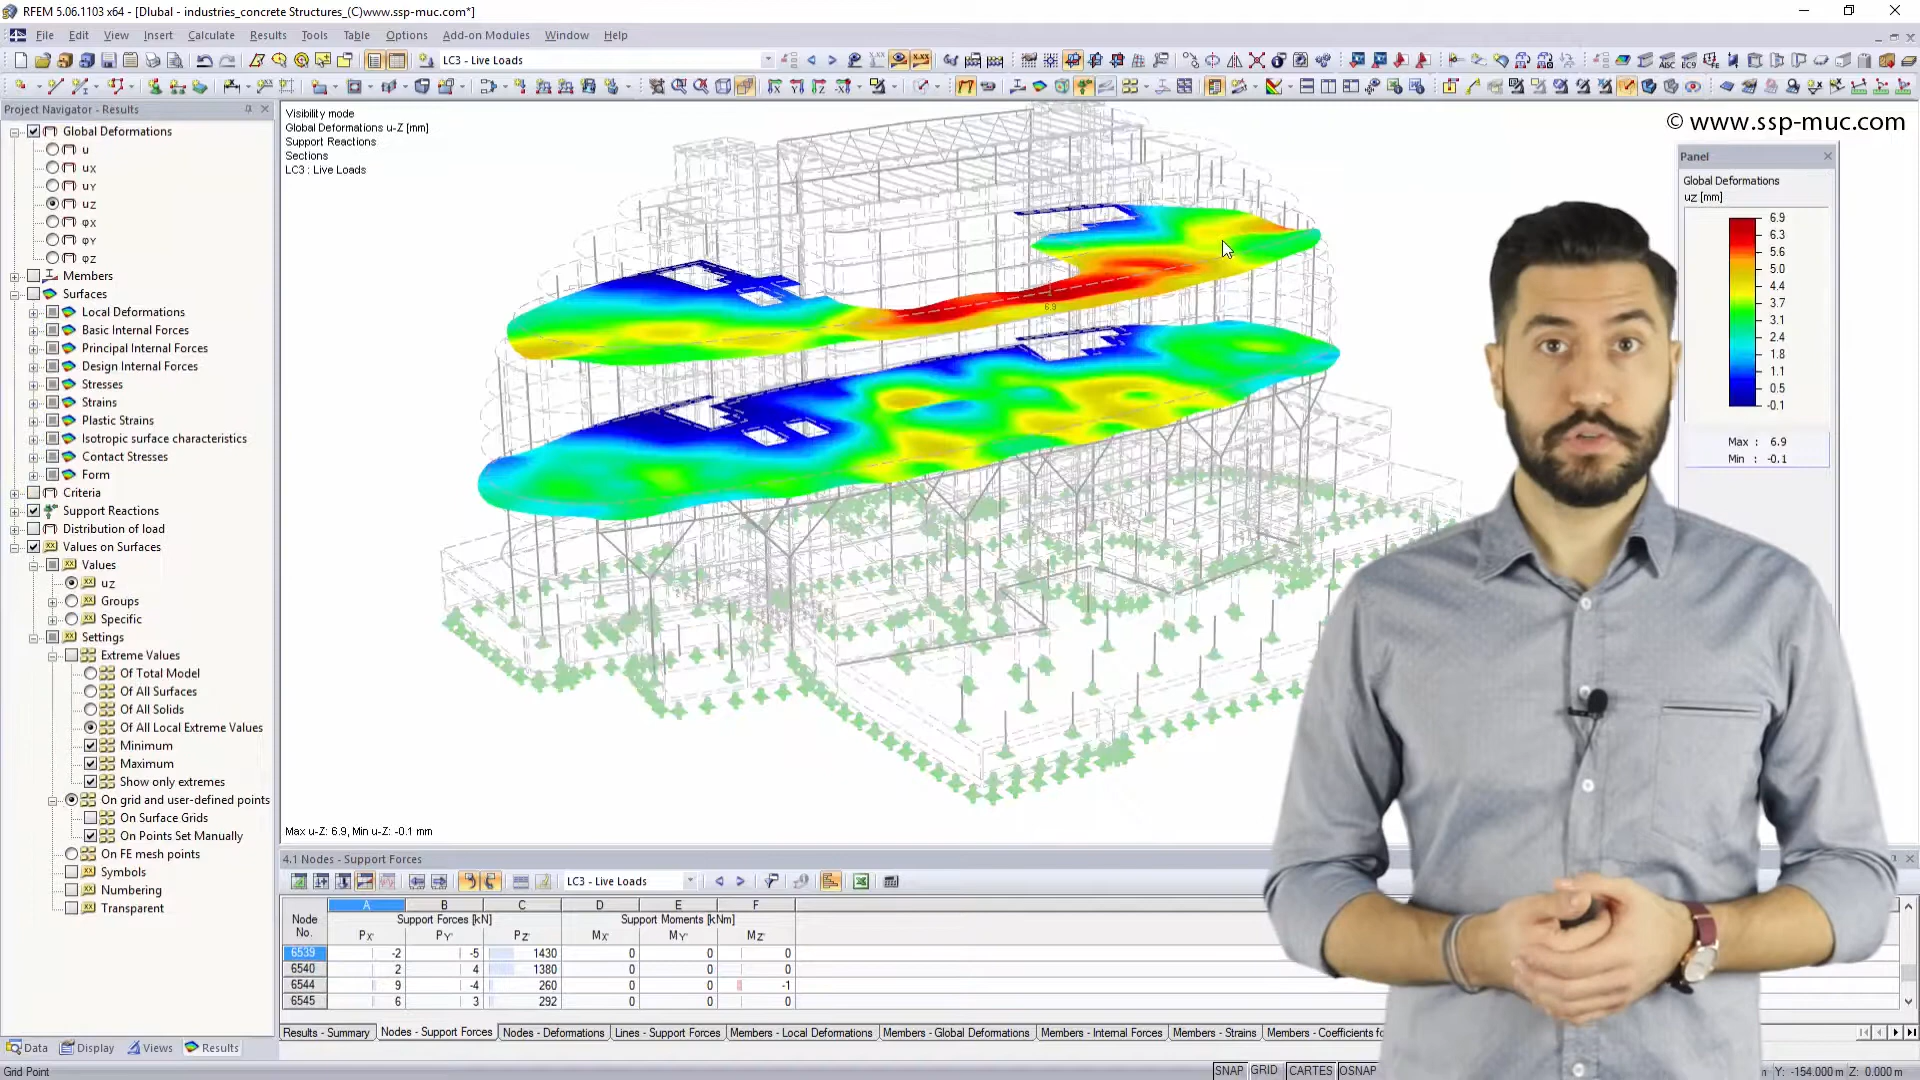 RFEM 5.06.1103 x64 - [Dlubal - industries_concrete Structures_(C)www.ssp-muc.com*]
File Edit View Insert Calculate Results Tools Table Options Add-on Modules Window Help
LC3 - Live Loads
Project Navigator - Results
Global Deformations
u
uX
uY
uZ
φX
φY
φZ
Members
Surfaces
Local Deformations
Basic Internal Forces
Principal Internal Forces
Design Internal Forces
Stresses
Strains
Plastic Strains
Isotropic surface characteristics
Contact Stresses
Form
Criteria
Support Reactions
Distribution of load
Values on Surfaces
Values
uz
Groups
Specific
Settings
Extreme Values
Of Total Model
Of All Surfaces
Of All Solids
Of All Local Extreme Values
Minimum
Maximum
Show only extremes
On grid and user-defined points
On Surface Grids
On Points Set Manually
On FE mesh points
Symbols
Numbering
Transparent
Data Display Views Results
Grid Point
Visibility mode
Global Deformations u-Z [mm]
Support Reactions
Sections
LC3 : Live Loads
6.9
© www.ssp-muc.com
Panel
Global Deformations
uz [mm]
6.9
6.3
5.6
5.0
4.4
3.7
3.1
2.4
1.8
1.1
0.5
-0.1
Max : 6.9
Min : -0.1
Max u-Z: 6.9, Min u-Z: -0.1 mm
4.1 Nodes - Support Forces
LC3 - Live Loads
A B C D E F
Node Support Forces [kN] Support Moments [kNm]
No. PX' PY' PZ' MX' MY' MZ'
6539 -2 -5 1430 0 0 0
6540 2 4 1380 0 0 0
6544 9 -4 260 0 0 -1
6545 6 3 292 0 0 0
Results - Summary Nodes - Support Forces Nodes - Deformations Lines - Support Forces Members - Local Deformations Members - Global Deformations Members - Internal Forces Members - Strains Members - Coefficients fo
SNAP GRID CARTES OSNAP Y: -154.000 m Z: 0.000 m